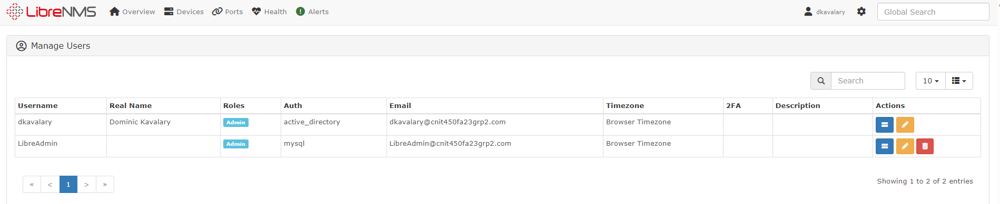 LibreNMS Overview Devices Ports Health Alerts dkavalary Global Search
Manage Users
Search 10
Username Real Name Roles Auth Email Timezone 2FA Description Actions
dkavalary Dominic Kavalary Admin active_directory dkavalary@cnit450fa23grp2.com Browser Timezone
LibreAdmin Admin mysql LibreAdmin@cnit450fa23grp2.com Browser Timezone
« < 1 > » Showing 1 to 2 of 2 entries